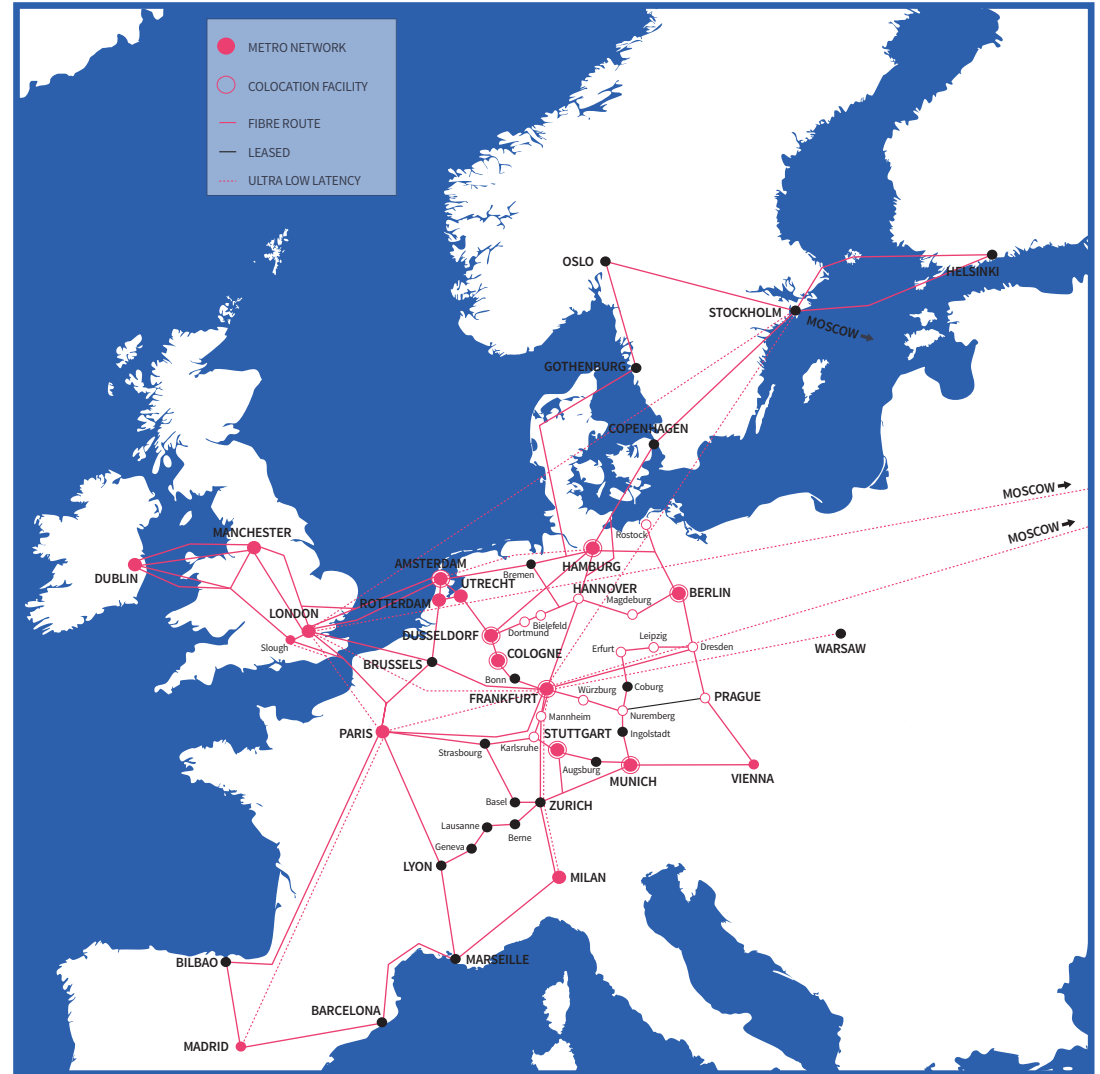 METRO NETWORK
COLOCATION FACILITY
FIBRE ROUTE
LEASED
ULTRA LOW LATENCY
OSLO
HELSINKI
STOCKHOLM
MOSCOW
GOTHENBURG
COPENHAGEN
MOSCOW
MOSCOW
MANCHESTER
Rostock
DUBLIN
AMSTERDAM
HAMBURG
Bremen
UTRECHT
HANNOVER
BERLIN
ROTTERDAM
Magdeburg
LONDON
Bielefeld
Dortmund
DUSSELDORF
Slough
Leipzig
Erfurt
Dresden
WARSAW
COLOGNE
BRUSSELS
Bonn
Coburg
Würzburg
FRANKFURT
PRAGUE
Mannheim
Nuremberg
PARIS
STUTTGART
Ingolstadt
Karlsruhe
Strasbourg
Augsburg
MUNICH
VIENNA
Basel
ZURICH
Lausanne
Berne
Geneva
LYON
MILAN
BILBAO
MARSEILLE
BARCELONA
MADRID